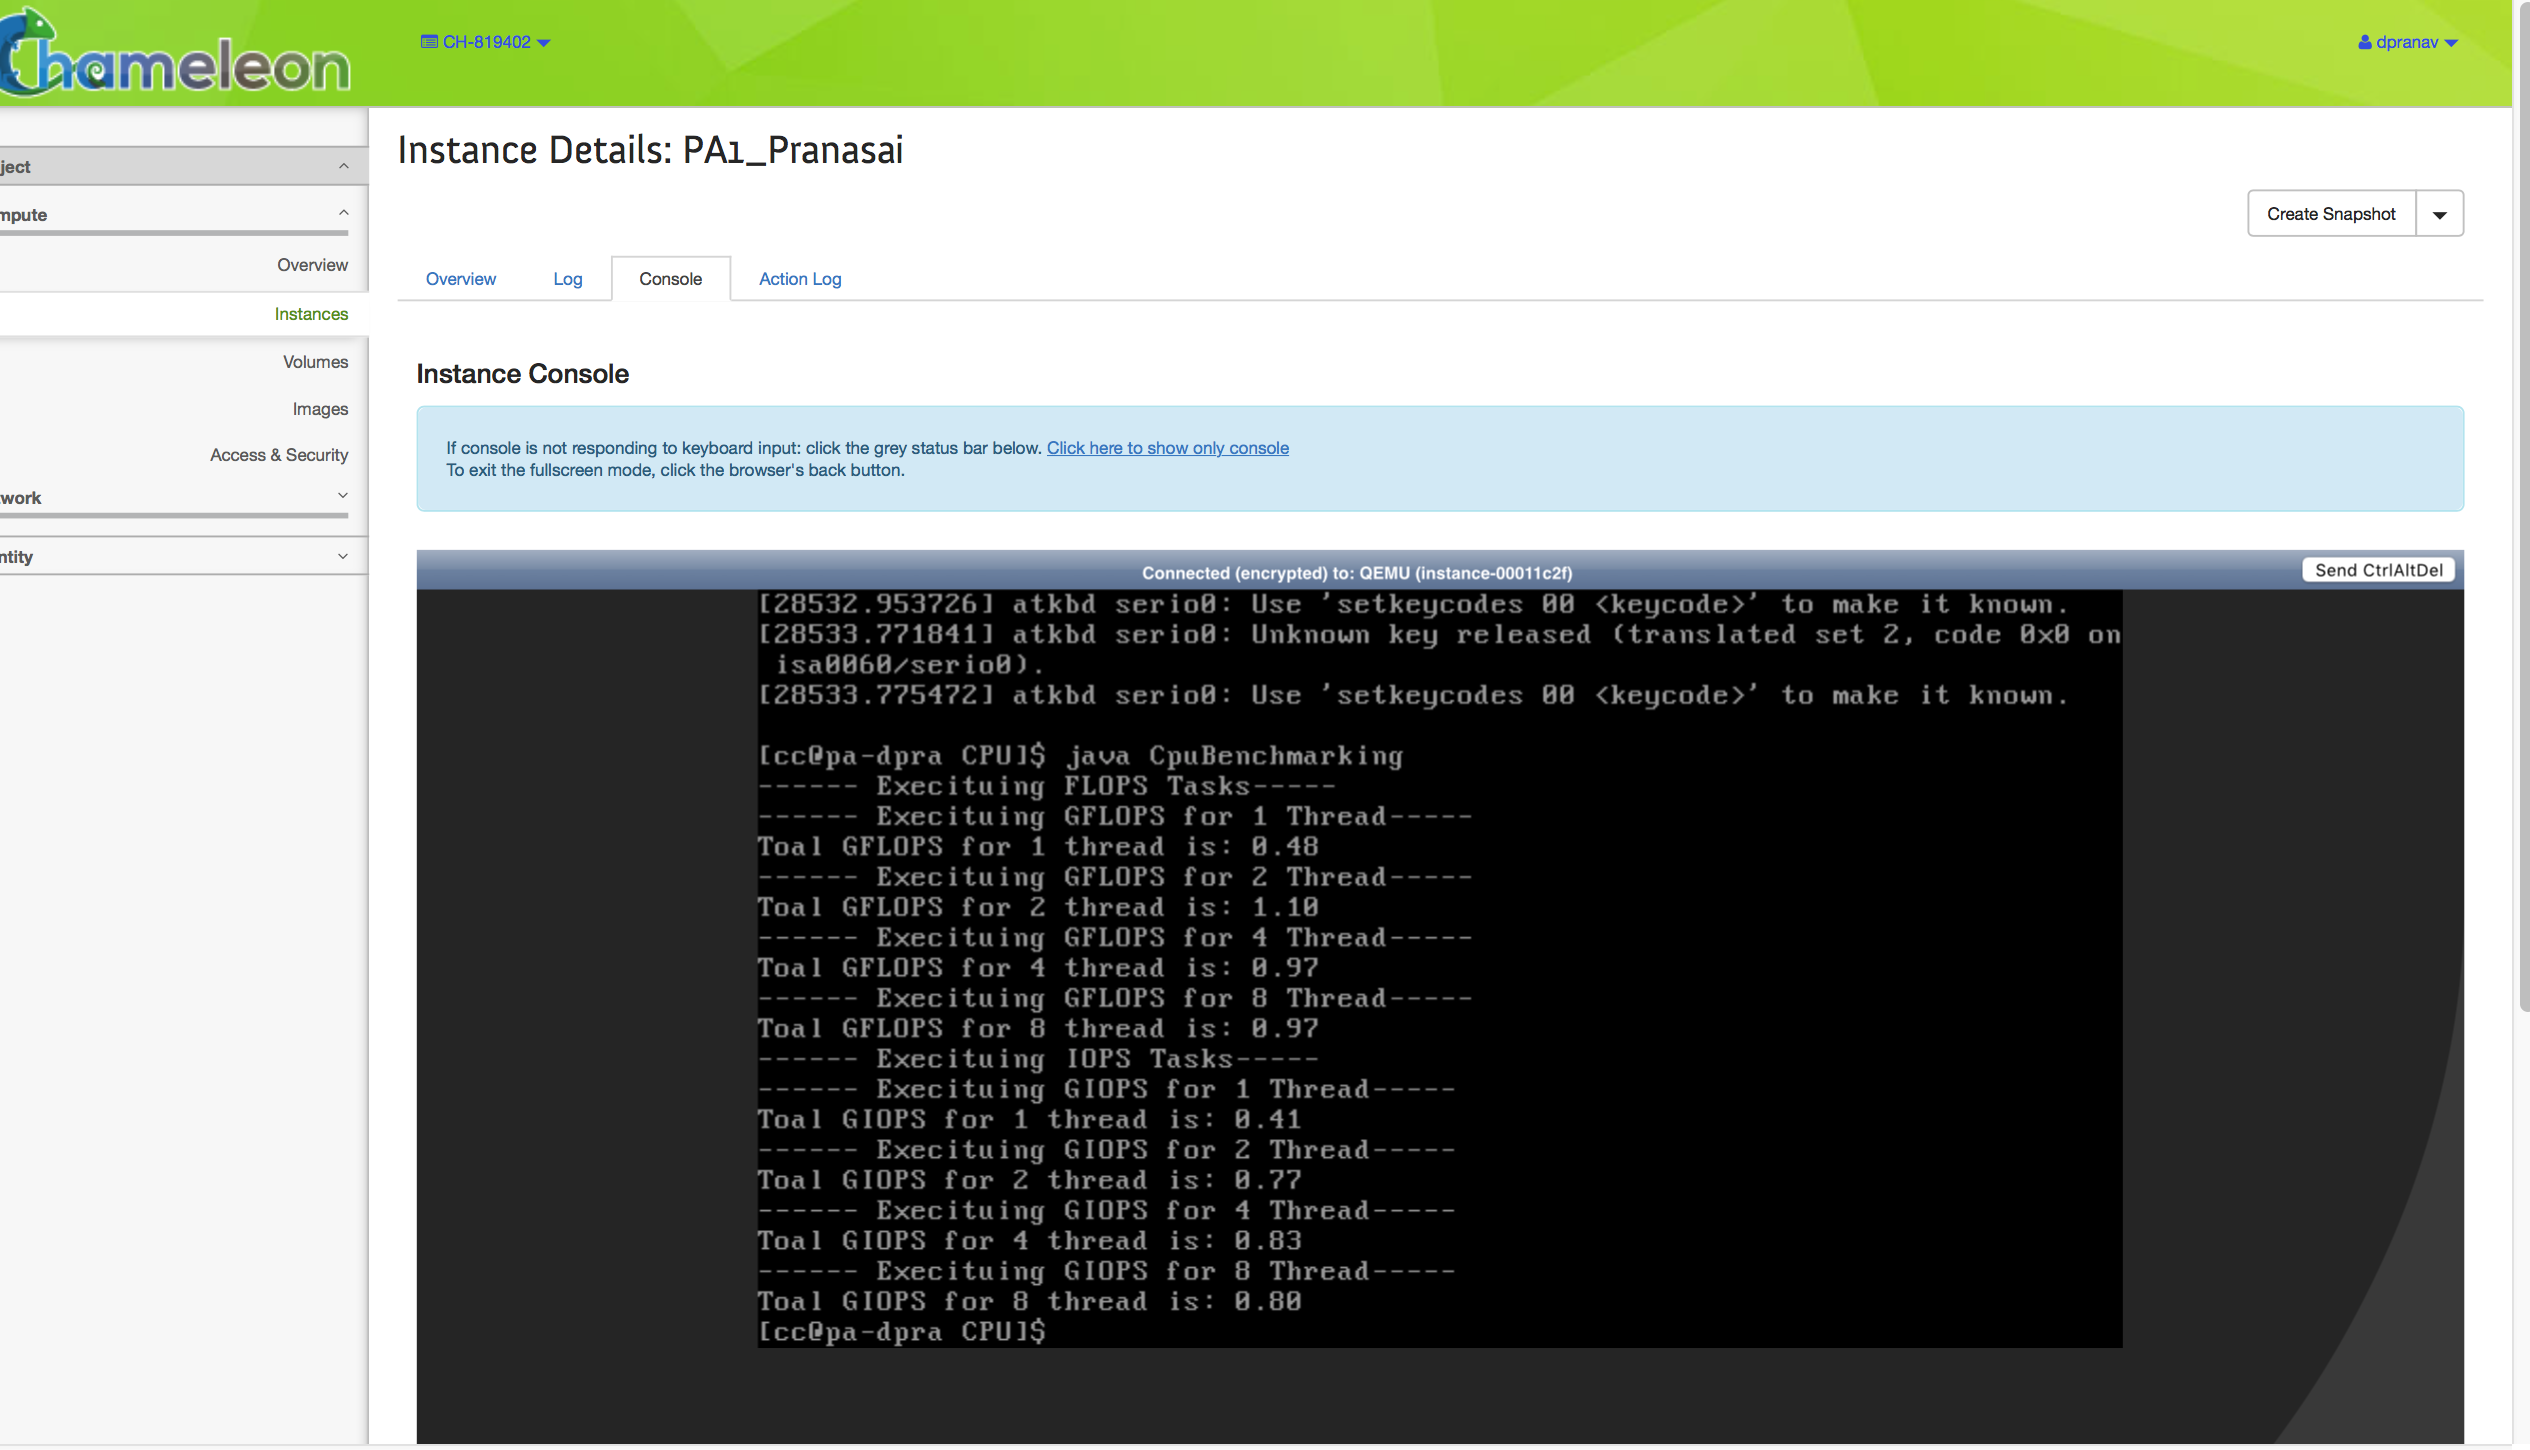 Chameleon
CH-819402
dpranav
Instance Details: PA1_Pranasai
ject
Create Snapshot
mpute
Overview
Overview Log Console Action Log
Instances
Volumes
Instance Console
Images
If console is not responding to keyboard input: click the grey status bar below. Click here to show only console
Access & Security
To exit the fullscreen mode, click the browser's back button.
work
ntity
Connected (encrypted) to: QEMU (instance-00011c2f)
Send CtrlAltDel
[28532.953726] atkbd serio0: Use 'setkeycodes 00 <keycode>' to make it known.
[28533.771841] atkbd serio0: Unknown key released (translated set 2, code 0x0 on
isa0060/serio0).
[28533.775472] atkbd serio0: Use 'setkeycodes 00 <keycode>' to make it known.
[cc@pa-dpra CPU]$ java CpuBenchmarking
------ Execituing FLOPS Tasks-----
------ Execituing GFLOPS for 1 Thread-----
Toal GFLOPS for 1 thread is: 0.48
------ Execituing GFLOPS for 2 Thread-----
Toal GFLOPS for 2 thread is: 1.10
------ Execituing GFLOPS for 4 Thread-----
Toal GFLOPS for 4 thread is: 0.97
------ Execituing GFLOPS for 8 Thread-----
Toal GFLOPS for 8 thread is: 0.97
------ Execituing IOPS Tasks-----
------ Execituing GIOPS for 1 Thread-----
Toal GIOPS for 1 thread is: 0.41
------ Execituing GIOPS for 2 Thread-----
Toal GIOPS for 2 thread is: 0.77
------ Execituing GIOPS for 4 Thread-----
Toal GIOPS for 4 thread is: 0.83
------ Execituing GIOPS for 8 Thread-----
Toal GIOPS for 8 thread is: 0.80
[cc@pa-dpra CPU]$